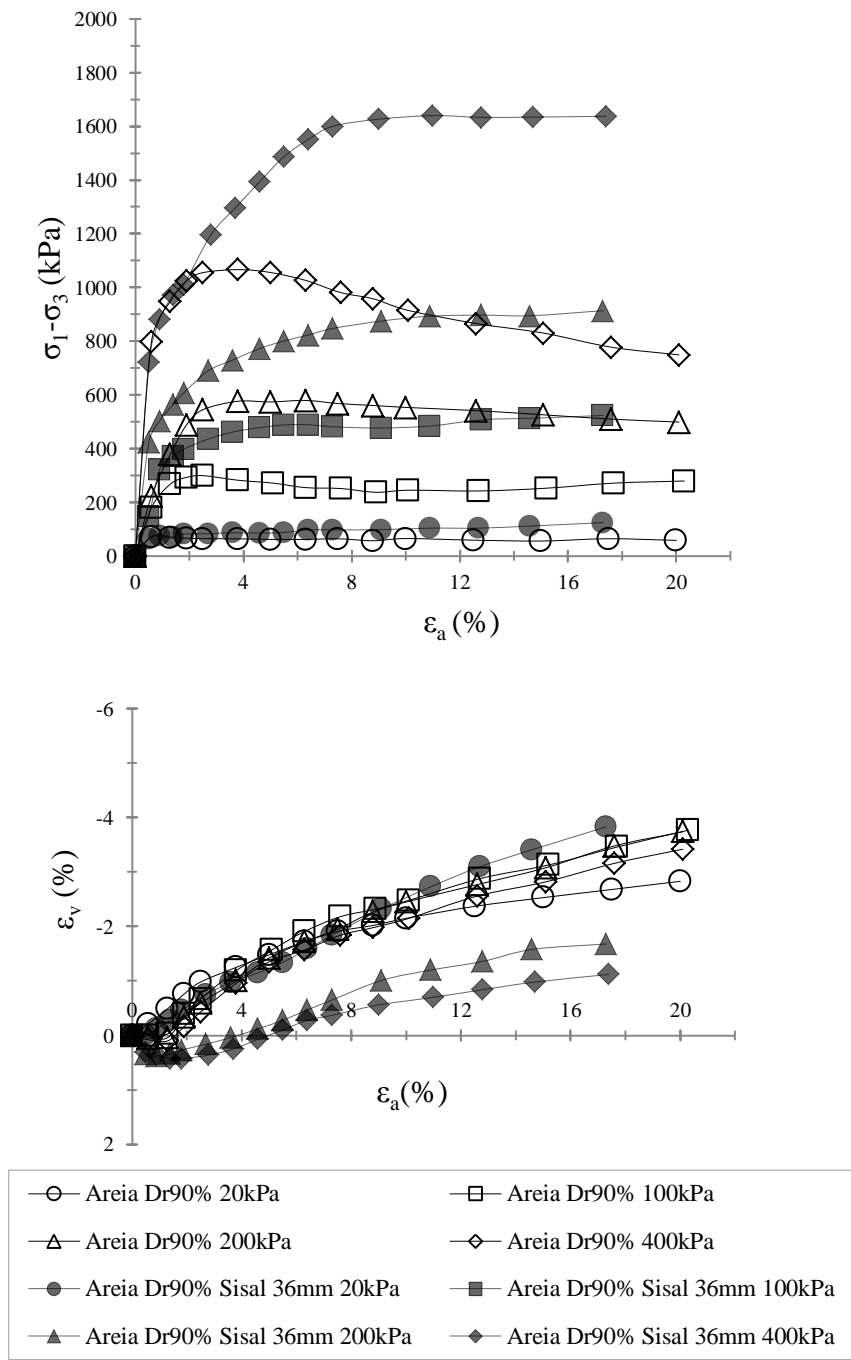 2000
1800
1600
1400
1200
1000
800
600
400
200
0
σ1-σ3 (kPa)
0 4 8 12 16 20
εa (%)
-6
-4
-2
0
2
εv (%)
0 4 8 12 16 20
εa(%)
Areia Dr90% 20kPa Areia Dr90% 100kPa
Areia Dr90% 200kPa Areia Dr90% 400kPa
Areia Dr90% Sisal 36mm 20kPa Areia Dr90% Sisal 36mm 100kPa
Areia Dr90% Sisal 36mm 200kPa Areia Dr90% Sisal 36mm 400kPa